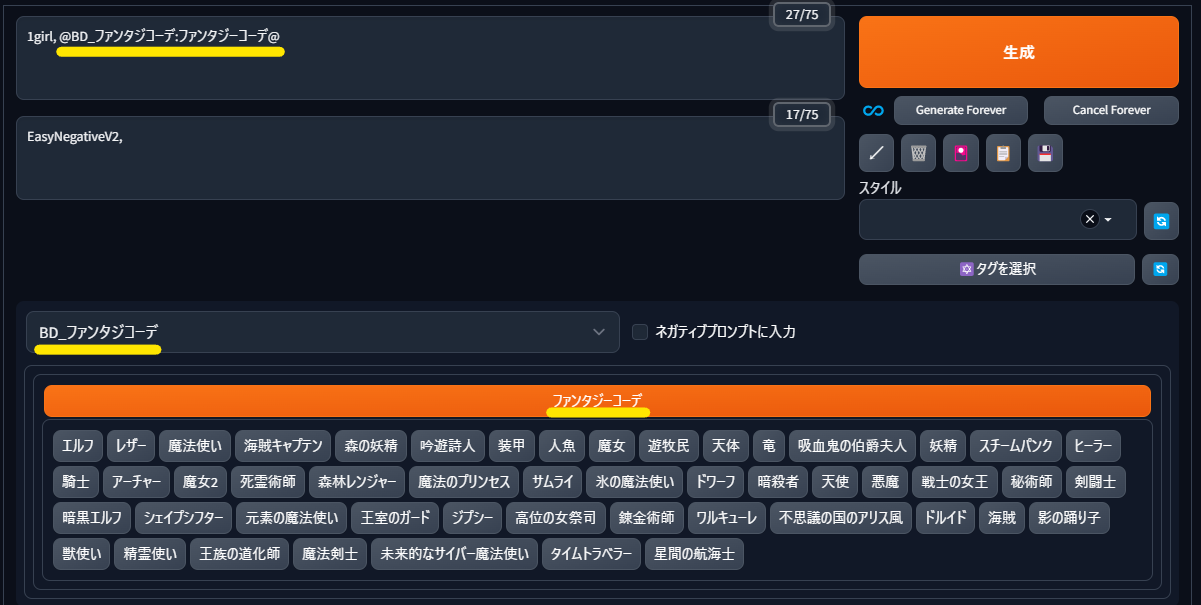 27/75
1girl, @BD_ファンタジコーデ:ファンタジーコーデ@
生成
Generate Forever
Cancel Forever
17/75
EasyNegativeV2,
スタイル
タグを選択
BD_ファンタジコーデ
ネガティブプロンプトに入力
ファンタジーコーデ
エルフ レザー 魔法使い 海賊キャプテン 森の妖精 吟遊詩人 装甲 人魚 魔女 遊牧民 天体 竜 吸血鬼の伯爵夫人 妖精 スチームパンク ヒーラー
騎士 アーチャー 魔女2 死霊術師 森林レンジャー 魔法のプリンセス サムライ 氷の魔法使い ドワーフ 暗殺者 天使 悪魔 戦士の女王 秘術師 剣闘士
暗黒エルフ シェイプシフター 元素の魔法使い 王室のガード ジプシー 高位の女祭司 錬金術師 ワルキューレ 不思議の国のアリス風 ドルイド 海賊 影の踊り子
獣使い 精霊使い 王族の道化師 魔法剣士 未来的なサイバー魔法使い タイムトラベラー 星間の航海士